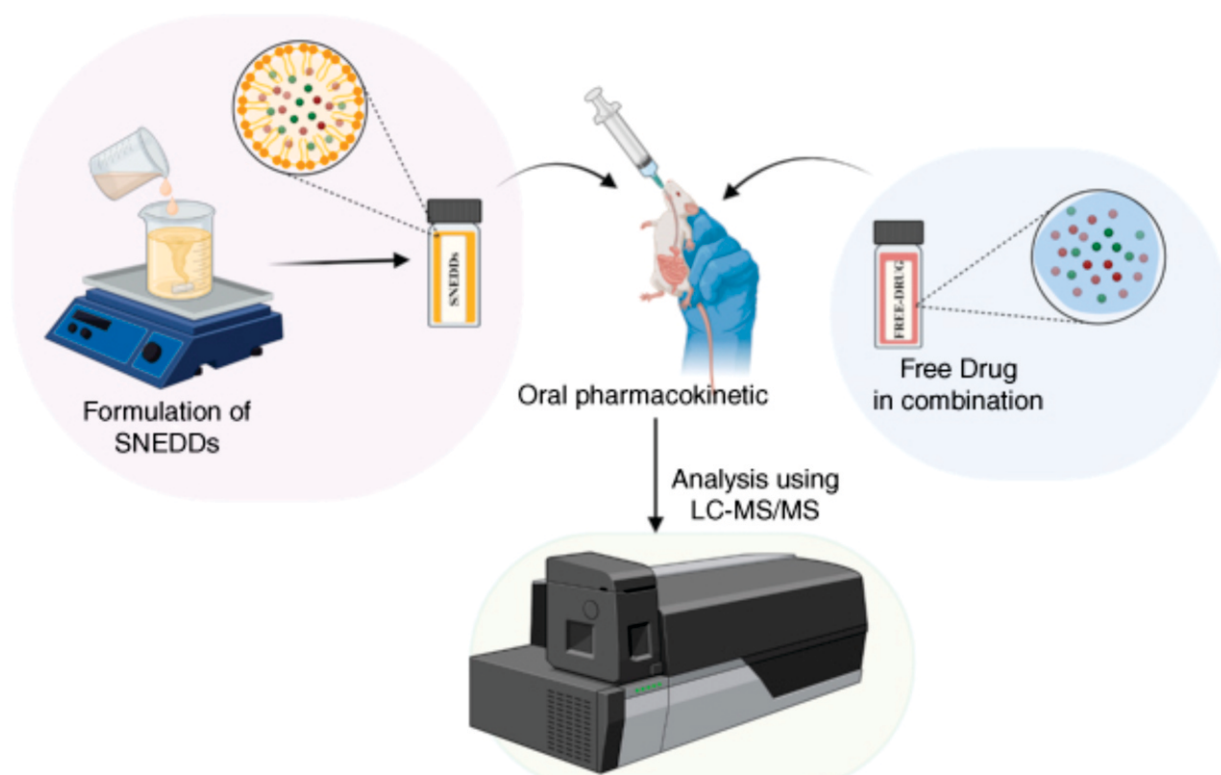 SNEDDs
Formulation of
SNEDDs
Oral pharmacokinetic
FREE-DRUG
Free Drug
in combination
Analysis using
LC-MS/MS